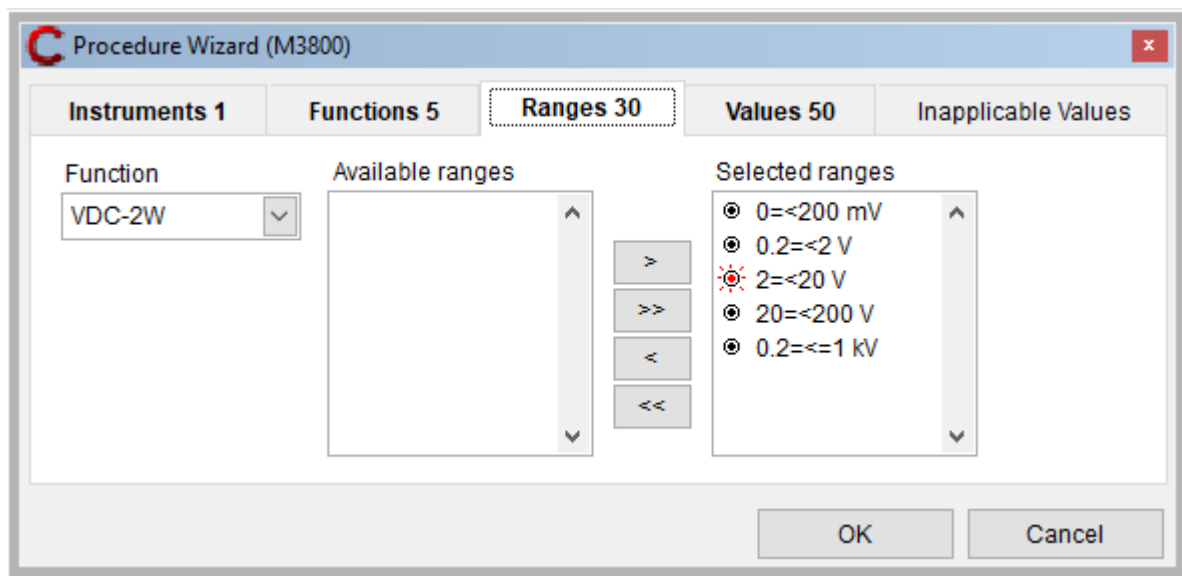 Procedure Wizard (M3800)
x
Instruments 1
Functions 5
Ranges 30
Values 50
Inapplicable Values
Function
Available ranges
Selected ranges
VDC-2W
0=<200 mV
0.2=<2 V
2=<20 V
20=<200 V
0.2=<=1 kV
>
>>
<
<<
OK
Cancel